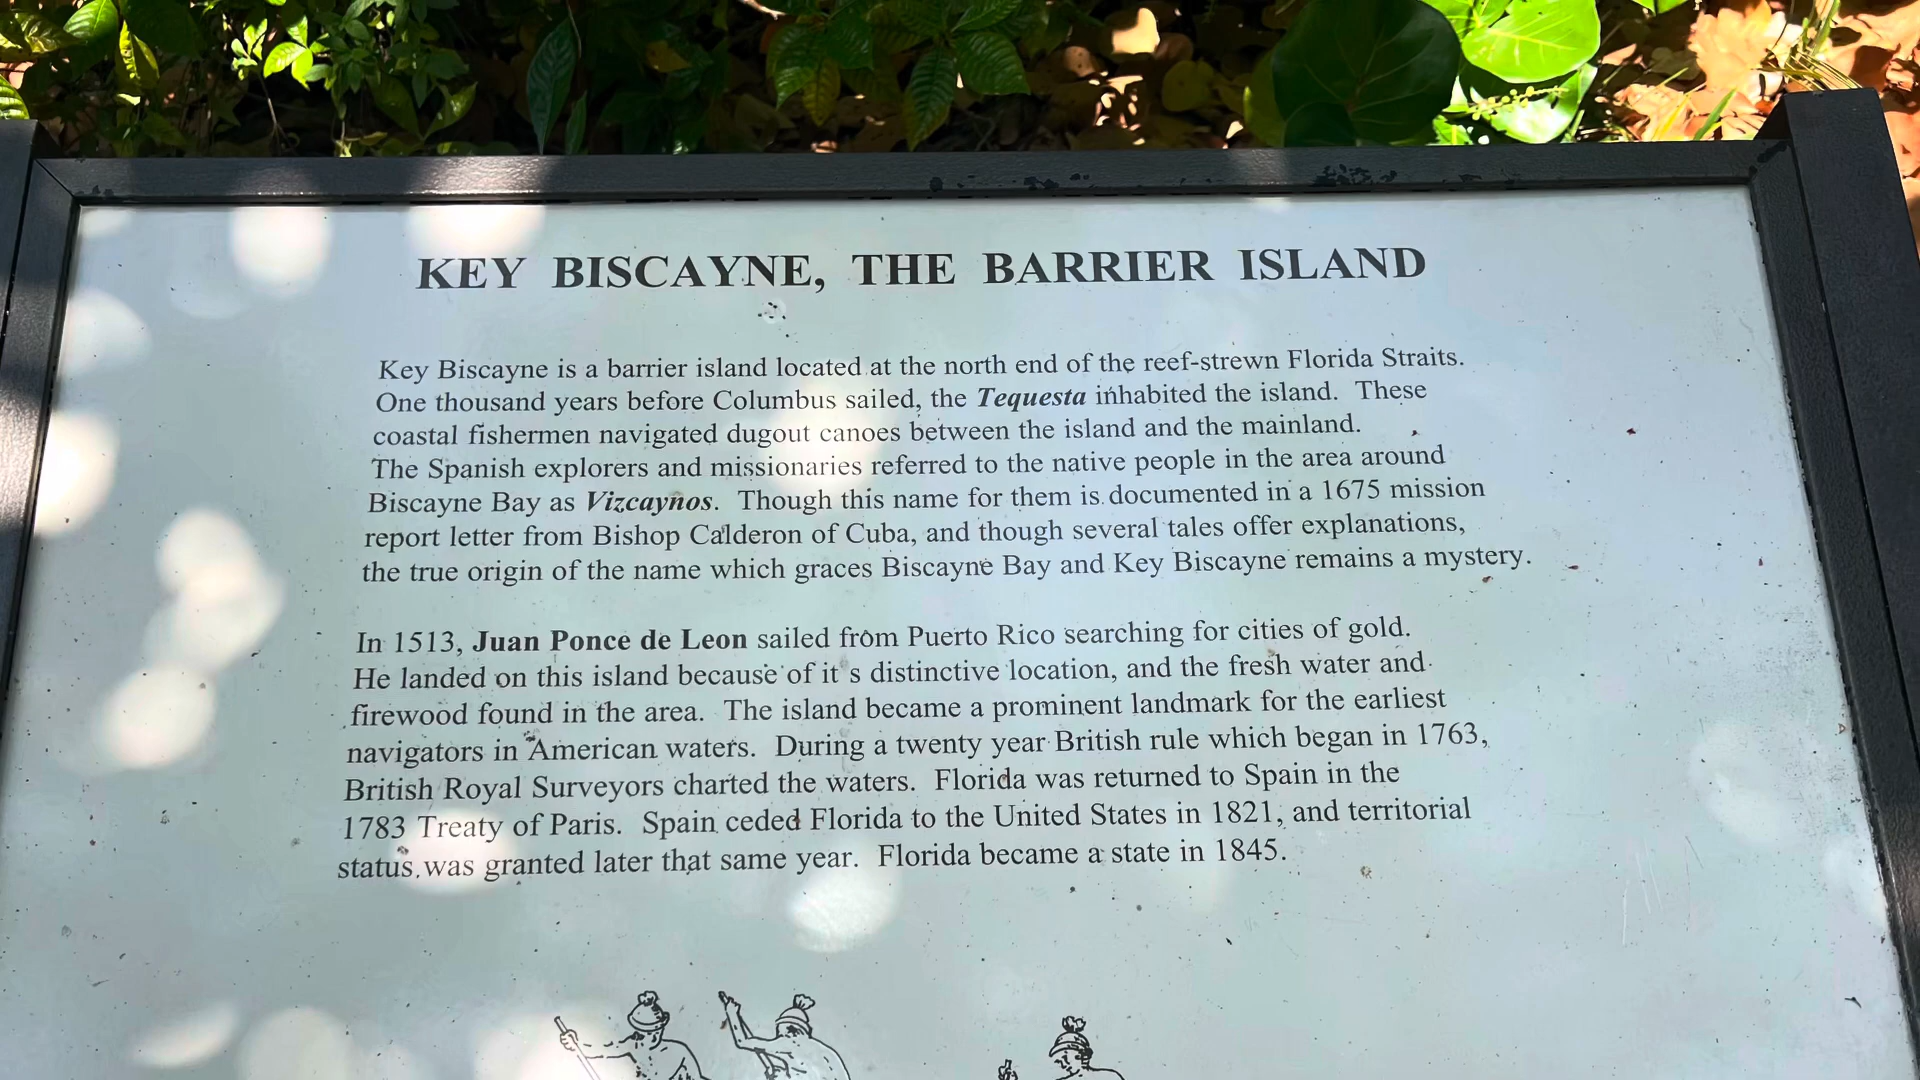 KEY BISCAYNE, THE BARRIER ISLAND
Key Biscayne is a barrier island located at the north end of the reef-strewn Florida Straits.
One thousand years before Columbus sailed, the Tequesta inhabited the island. These
coastal fishermen navigated dugout canoes between the island and the mainland.
The Spanish explorers and missionaries referred to the native people in the area around
Biscayne Bay as Vizcaynos. Though this name for them is documented in a 1675 mission
report letter from Bishop Calderon of Cuba, and though several tales offer explanations,
the true origin of the name which graces Biscayne Bay and Key Biscayne remains a mystery.
In 1513, Juan Ponce de Leon sailed from Puerto Rico searching for cities of gold.
He landed on this island because of it's distinctive location, and the fresh water and
firewood found in the area. The island became a prominent landmark for the earliest
navigators in American waters. During a twenty year British rule which began in 1763,
British Royal Surveyors charted the waters. Florida was returned to Spain in the
1783 Treaty of Paris. Spain ceded Florida to the United States in 1821, and territorial
status was granted later that same year. Florida became a state in 1845.